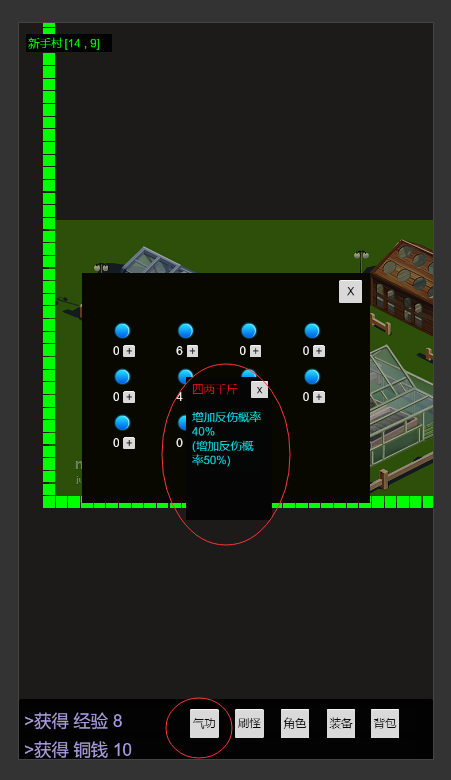 新手村 [14 , 9]
X
0 + 6 + 0 + 0 +
0 + 4 0 +
四两千斤 x
增加反伤概率
40%
(增加反伤概
率50%)
0 + 0
>获得 经验 8
>获得 铜钱 10
气功 刷怪 角色 装备 背包